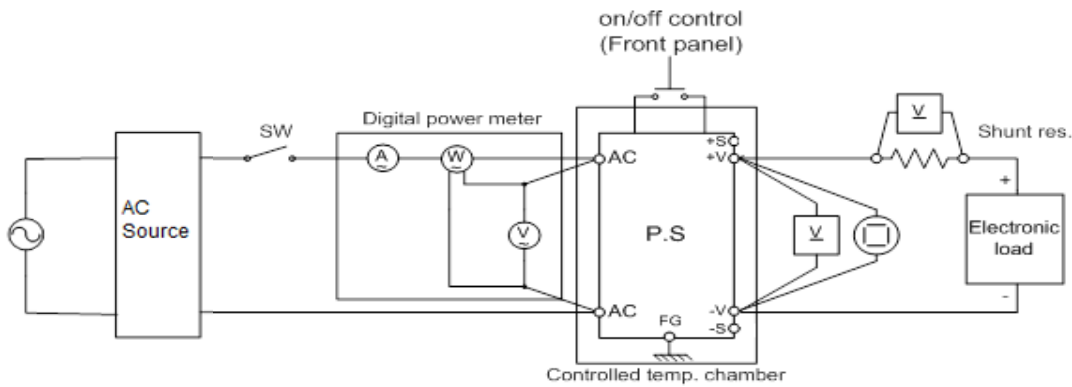 on/off control
(Front panel)
Digital power meter
SW
Shunt res.
AC
Source
A
W
V
AC
AC
P.S
FG
+S
+V
-V
-S
V
V
+
Electronic
load
-
Controlled temp. chamber